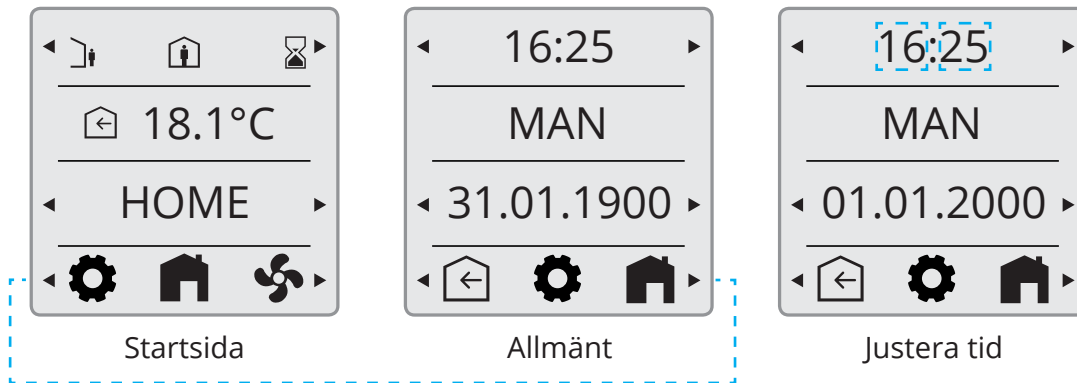 18.1°C
HOME
Startsida
16:25
MAN
31.01.1900
Allmänt
16:25
MAN
01.01.2000
Justera tid